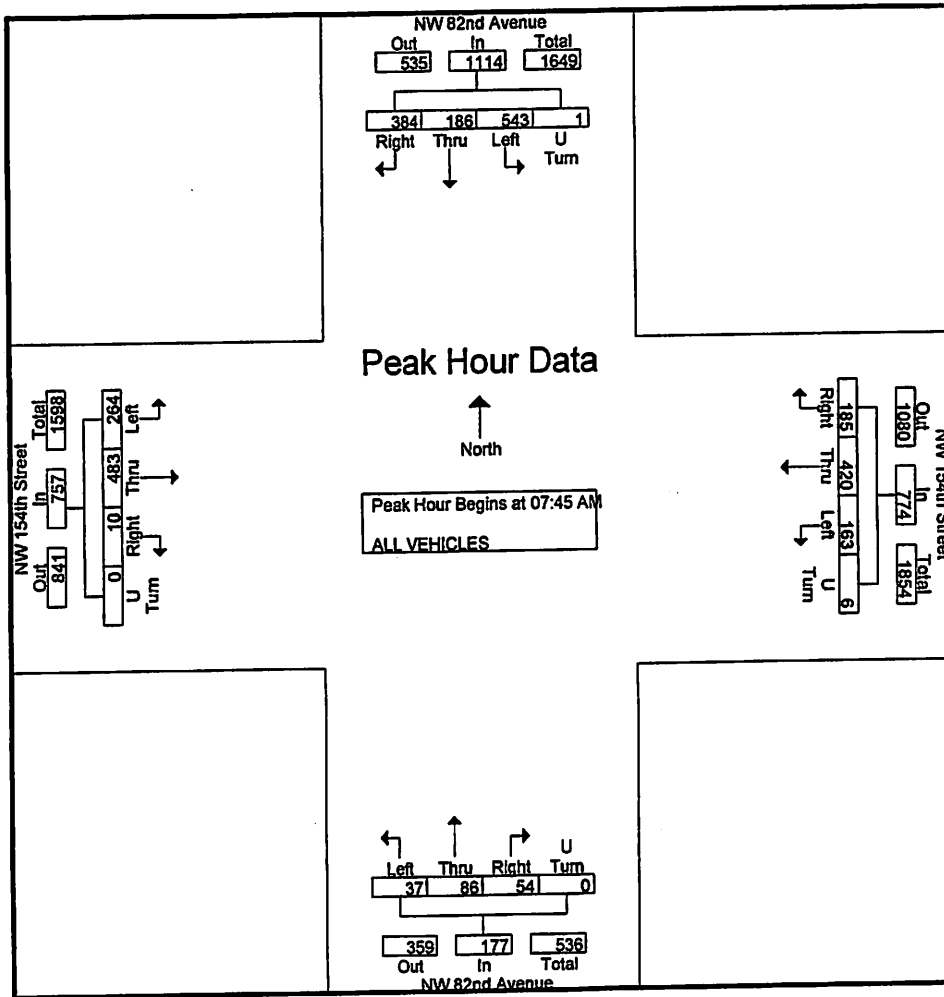 NW 82nd Avenue
Out In Total
535 1114 1649
384 186 543 1
Right Thru Left U
Turn
Peak Hour Data
North
Peak Hour Begins at 07:45 AM
ALL VEHICLES
NW 154th Street
Total In Out
1598 757 841
264 483 10 0
Left Thru Right U
Turn
NW 154th Street
Out In Total
1080 774 1854
185 420 163 6
Right Thru Left U
Turn
U
Left Thru Right Turn
37 86 54 0
359 177 536
Out In Total
NW 82nd Avenue